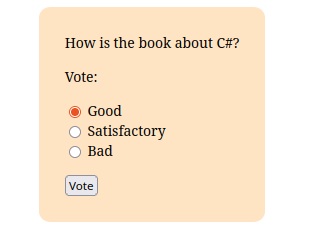 How is the book about C#?
Vote:
Good
Satisfactory
Bad
Vote